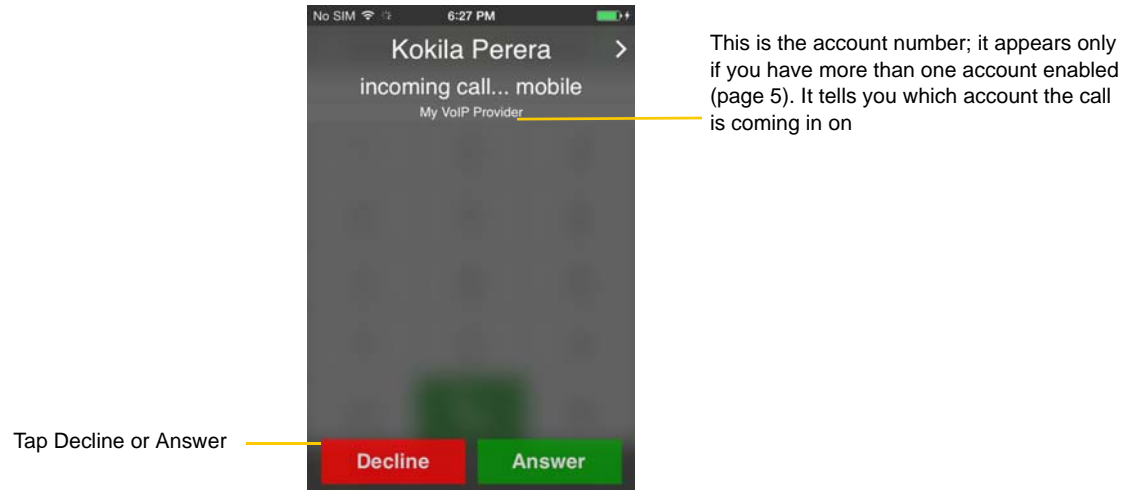 No SIM 6:27 PM
Kokila Perera >
incoming call... mobile
My VoIP Provider
This is the account number; it appears only
if you have more than one account enabled
(page 5). It tells you which account the call
is coming in on
Tap Decline or Answer
Decline Answer